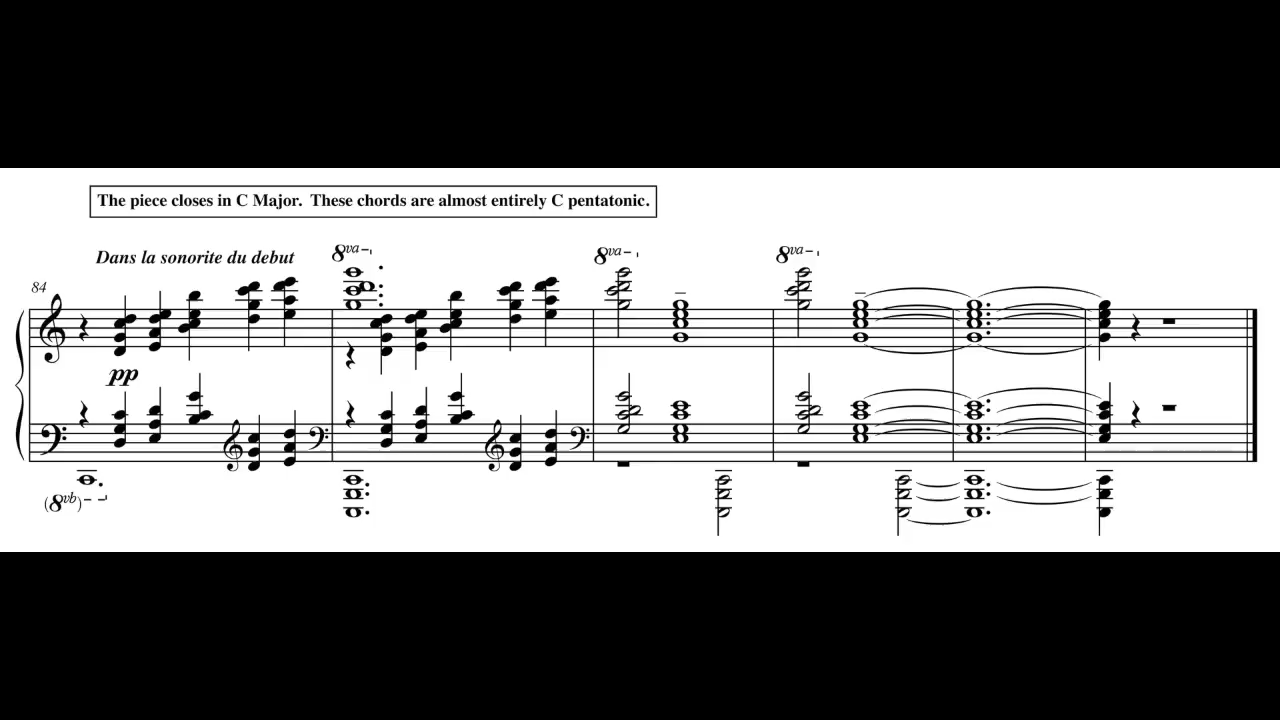 The piece closes in C Major. These chords are almost entirely C pentatonic.
Dans la sonorite du debut
8va 8va 8va
84
pp
(8vb)